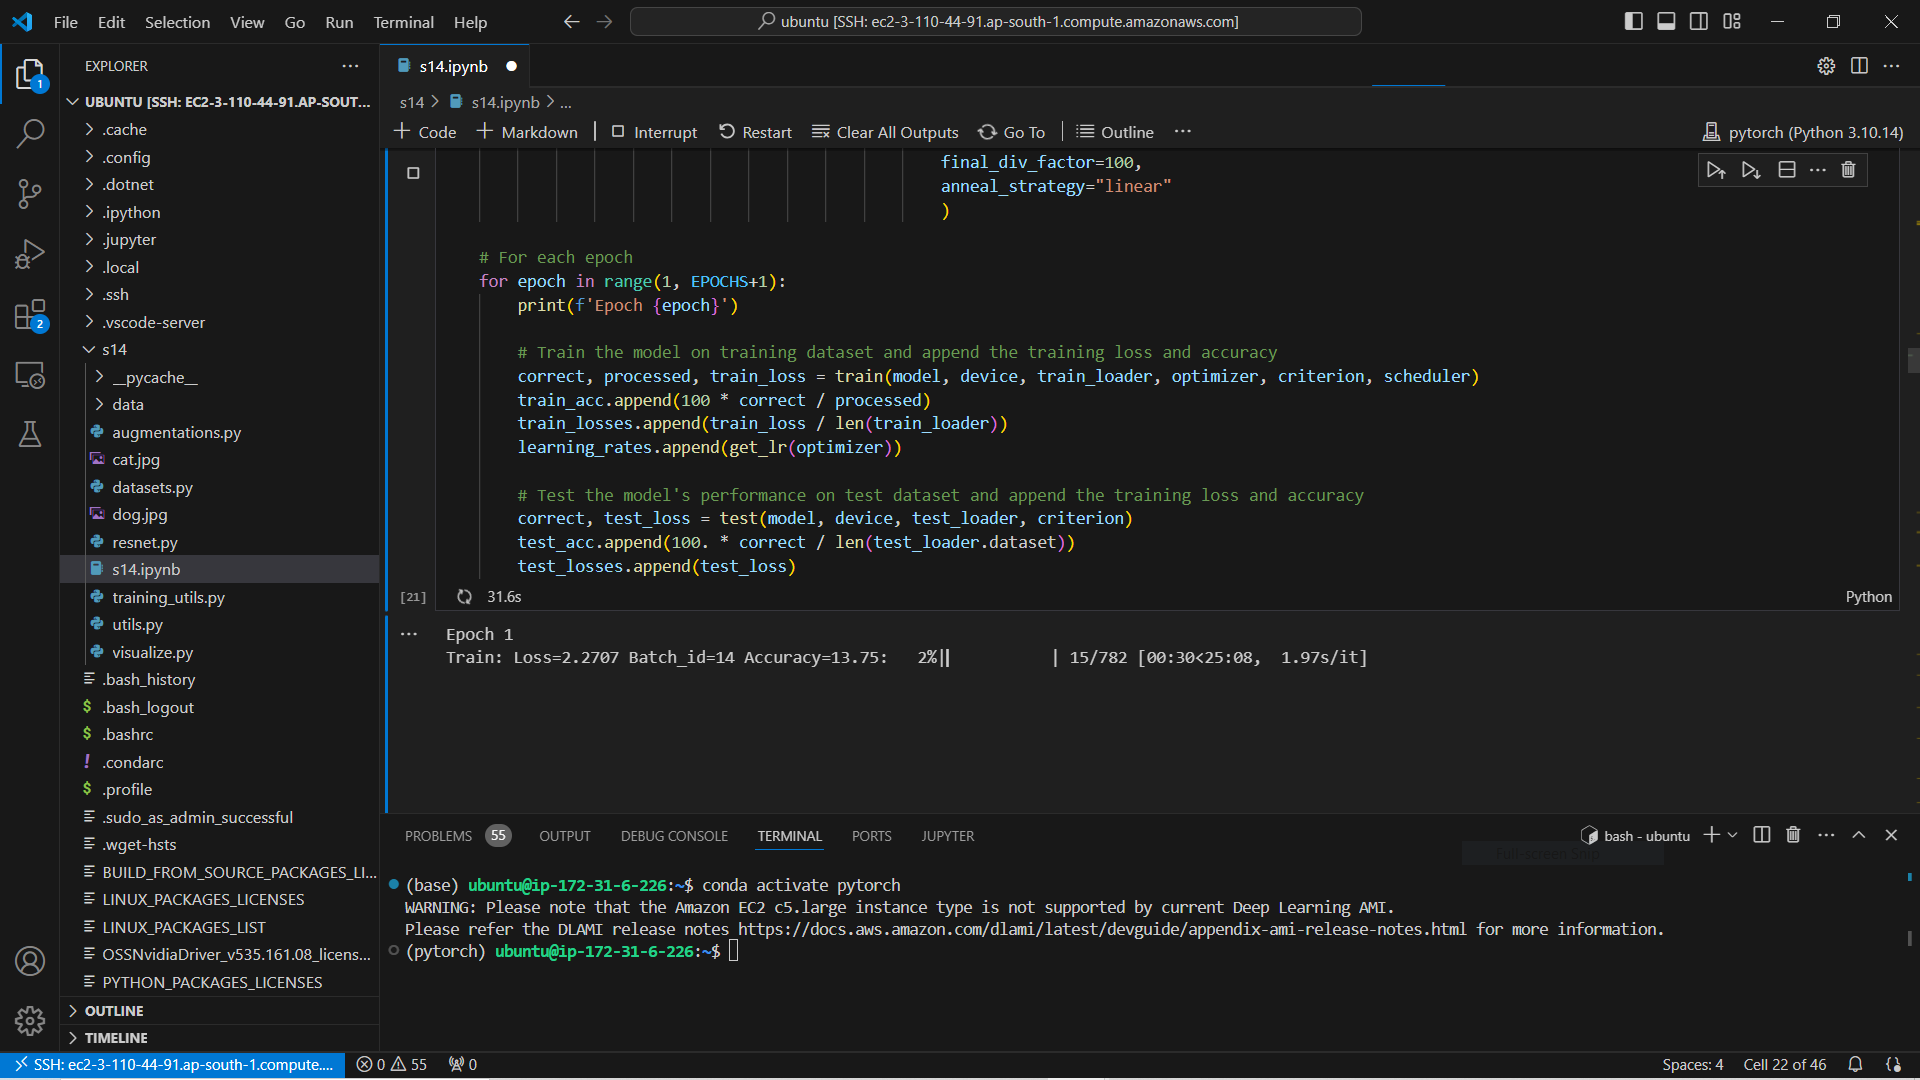 File Edit Selection View Go Run Terminal Help
ubuntu [SSH: ec2-3-110-44-91.ap-south-1.compute.amazonaws.com]
EXPLORER
1
2
UBUNTU [SSH: EC2-3-110-44-91.AP-SOUT...
.cache
.config
.dotnet
.ipython
.jupyter
.local
.ssh
.vscode-server
s14
__pycache__
data
augmentations.py
cat.jpg
datasets.py
dog.jpg
resnet.py
s14.ipynb
training_utils.py
utils.py
visualize.py
.bash_history
.bash_logout
.bashrc
.condarc
.profile
.sudo_as_admin_successful
.wget-hsts
BUILD_FROM_SOURCE_PACKAGES_LI...
LINUX_PACKAGES_LICENSES
LINUX_PACKAGES_LIST
OSSNvidiaDriver_v535.161.08_licens...
PYTHON_PACKAGES_LICENSES
OUTLINE
TIMELINE
s14.ipynb
s14 > s14.ipynb > ...
+ Code + Markdown | Interrupt Restart Clear All Outputs Go To | Outline ...
pytorch (Python 3.10.14)
final_div_factor=100,
anneal_strategy="linear"
)
# For each epoch
for epoch in range(1, EPOCHS+1):
print(f'Epoch {epoch}')
# Train the model on training dataset and append the training loss and accuracy
correct, processed, train_loss = train(model, device, train_loader, optimizer, criterion, scheduler)
train_acc.append(100 * correct / processed)
train_losses.append(train_loss / len(train_loader))
learning_rates.append(get_lr(optimizer))
# Test the model's performance on test dataset and append the training loss and accuracy
correct, test_loss = test(model, device, test_loader, criterion)
test_acc.append(100. * correct / len(test_loader.dataset))
test_losses.append(test_loss)
[21] 31.6s Python
Epoch 1
Train: Loss=2.2707 Batch_id=14 Accuracy=13.75:   2%|| | 15/782 [00:30<25:08,  1.97s/it]
PROBLEMS 55 OUTPUT DEBUG CONSOLE TERMINAL PORTS JUPYTER
bash - ubuntu
Full-screen Snip
(base) ubuntu@ip-172-31-6-226:~$ conda activate pytorch
WARNING: Please note that the Amazon EC2 c5.large instance type is not supported by current Deep Learning AMI.
Please refer the DLAMI release notes https://docs.aws.amazon.com/dlami/latest/devguide/appendix-ami-release-notes.html for more information.
(pytorch) ubuntu@ip-172-31-6-226:~$
SSH: ec2-3-110-44-91.ap-south-1.compute.... 0 55 0
Spaces: 4 Cell 22 of 46